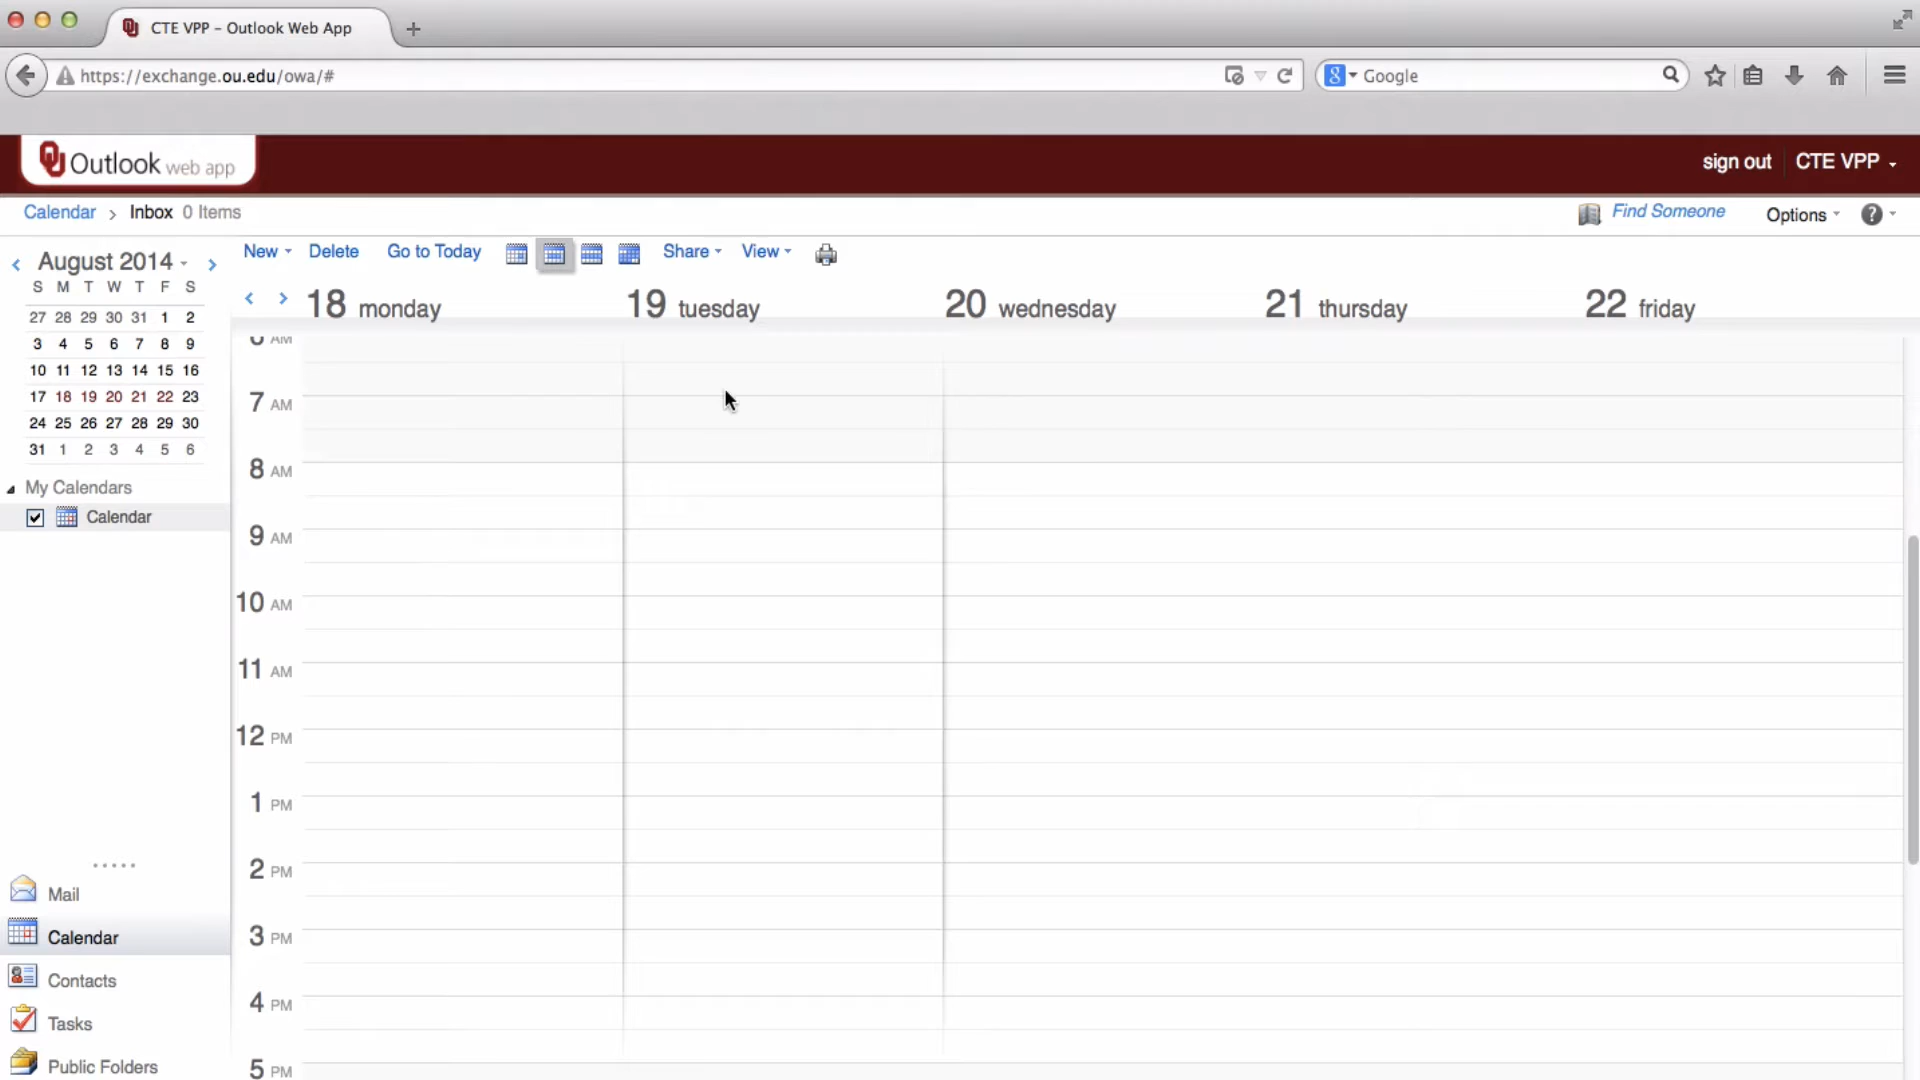 CTE VPP – Outlook Web App
https://exchange.ou.edu/owa/#
Google
Outlook web app
sign out
CTE VPP
Calendar > Inbox 0 Items
Find Someone
Options
New
Delete
Go to Today
Share
View
August 2014
S M T W T F S
27 28 29 30 31 1 2
3 4 5 6 7 8 9
10 11 12 13 14 15 16
17 18 19 20 21 22 23
24 25 26 27 28 29 30
31 1 2 3 4 5 6
My Calendars
Calendar
Mail
Calendar
Contacts
Tasks
Public Folders
18 monday
19 tuesday
20 wednesday
21 thursday
22 friday
AM
7 AM
8 AM
9 AM
10 AM
11 AM
12 PM
1 PM
2 PM
3 PM
4 PM
5 PM